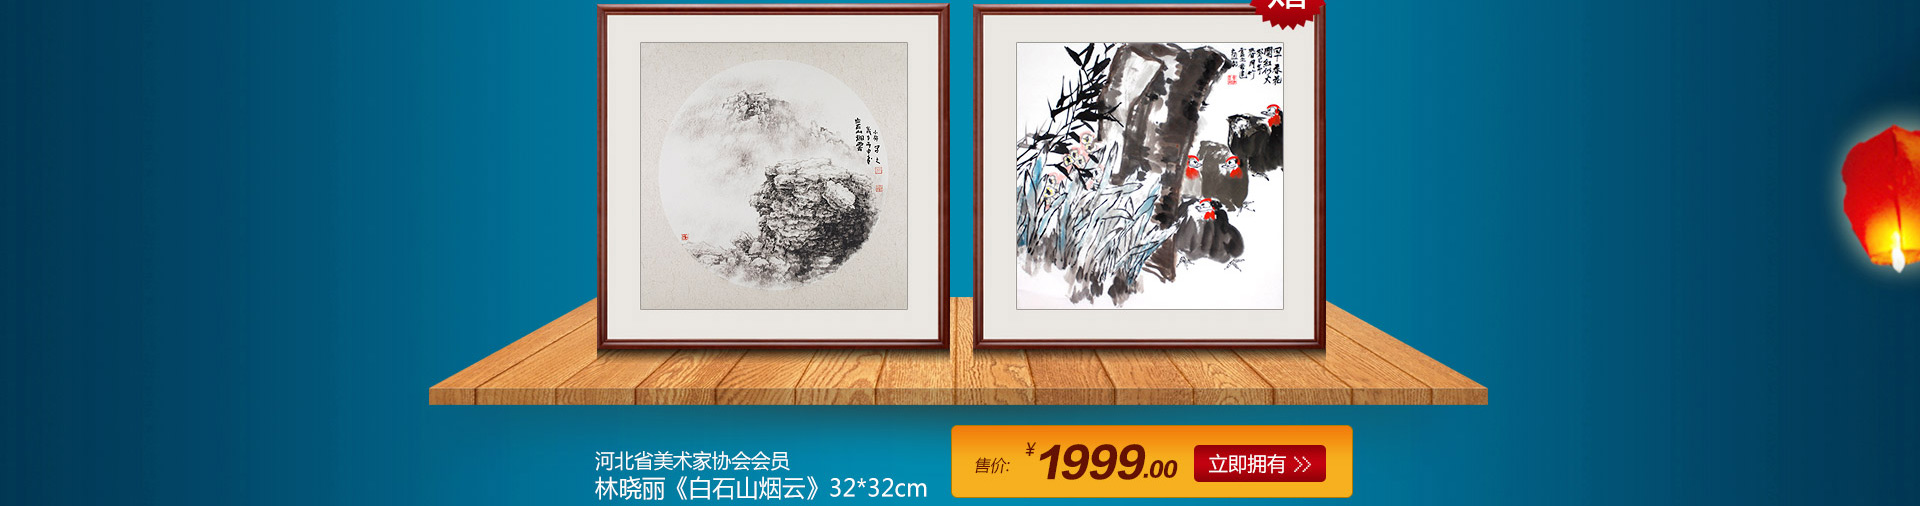 河北省美术家协会会员
林晓丽《白石山烟云》32*32cm
售价: ¥1999.00
立即拥有 >>